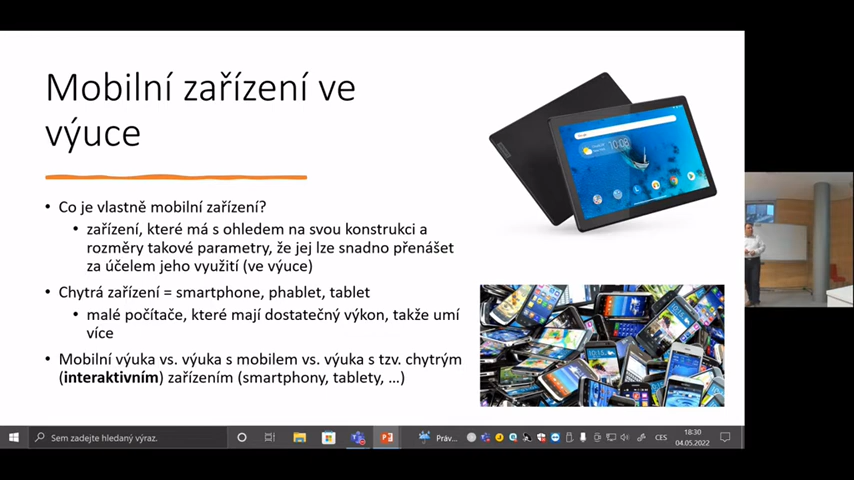 Mobilní zařízení ve
výuce
• Co je vlastně mobilní zařízení?
• zařízení, které má s ohledem na svou konstrukci a
rozměry takové parametry, že jej lze snadno přenášet
za účelem jeho využití (ve výuce)
• Chytrá zařízení = smartphone, phablet, tablet
• malé počítače, které mají dostatečný výkon, takže umí
více
• Mobilní výuka vs. výuka s mobilem vs. výuka s tzv. chytrým
(interaktivním) zařízením (smartphony, tablety, …)
10:08
Sem zadejte hledaný výraz.
Práv...
CES
18:30
04.05.2022